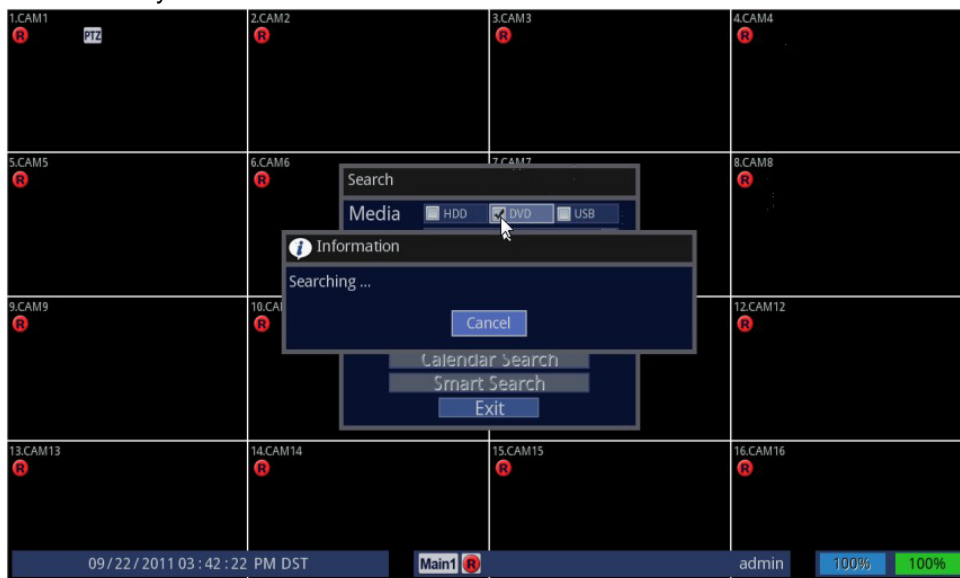 1.CAM1 2.CAM2 3.CAM3 4.CAM4
R PTZ R R R
5.CAM5 6.CAM6 7.CAM7 8.CAM8
R R R
Search
Media HDD DVD USB
Information
Searching ...
Cancel
9.CAM9 12.CAM12
R R R
Calendar Search
Smart Search
Exit
13.CAM13 14.CAM14 15.CAM15 16.CAM16
R R R R
09/22/2011 03:42:22 PM DST Main1 R admin 100% 100%